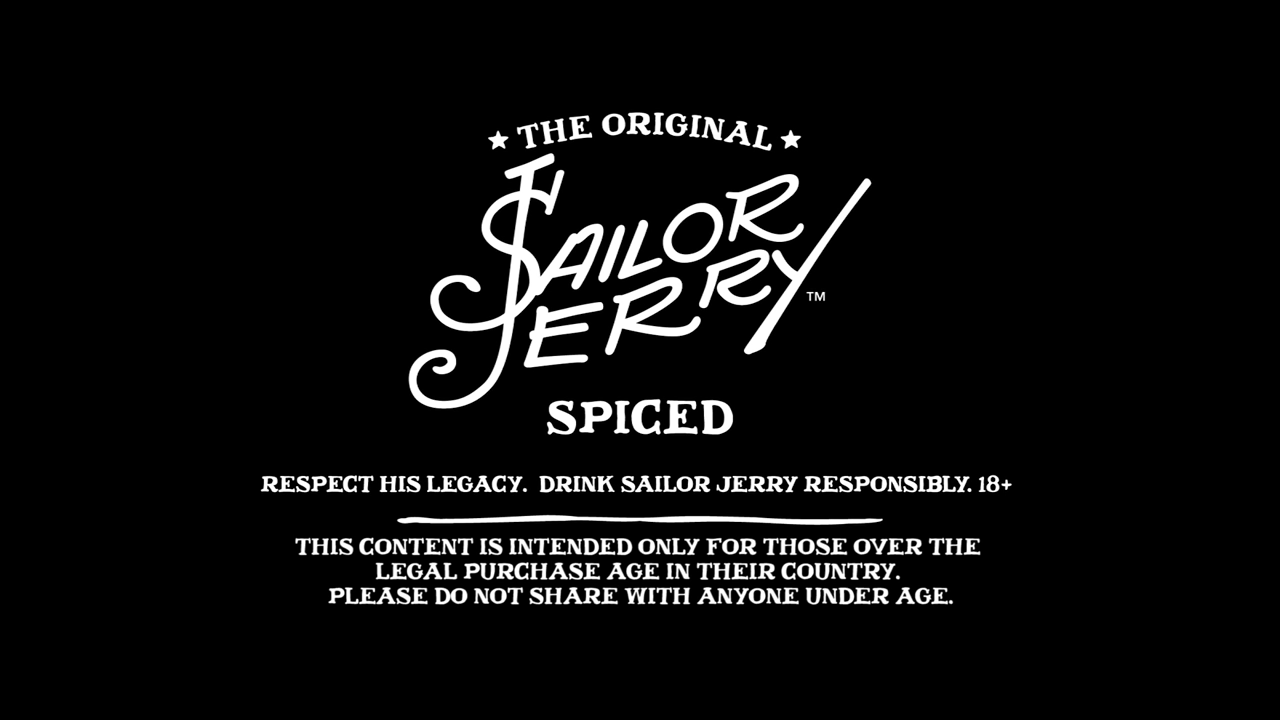 ★ THE ORIGINAL ★
SAILOR
JERRY™
SPICED
RESPECT HIS LEGACY. DRINK SAILOR JERRY RESPONSIBLY. 18+
THIS CONTENT IS INTENDED ONLY FOR THOSE OVER THE
LEGAL PURCHASE AGE IN THEIR COUNTRY.
PLEASE DO NOT SHARE WITH ANYONE UNDER AGE.